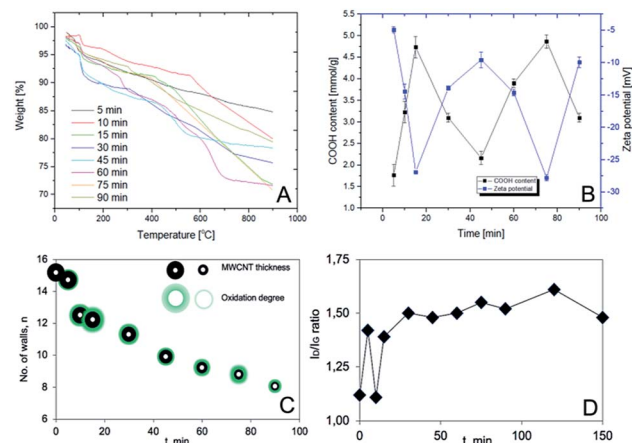 100
95
90
85
80
75
70
Weight [%]
5 min
10 min
15 min
30 min
45 min
60 min
75 min
90 min
A
0
200
400
600
800
1000
Temperature [°C]
5.5
5.0
4.5
4.0
3.5
3.0
2.5
2.0
1.5
1.0
COOH content [mmol/g]
B
COOH content
Zeta potential
-5
-10
-15
-20
-25
-30
Zeta potential [mV]
0
20
40
60
80
100
Time [min]
16
14
12
10
8
6
No. of walls, n
MWCNT thickness
Oxidation degree
C
0
20
40
60
80
100
t, min
1,75
1,50
1,25
1,00
ID/IG ratio
D
0
50
100
150
t, min